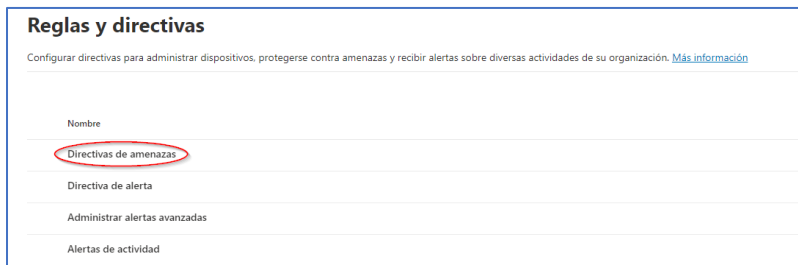 Reglas y directivas
Configurar directivas para administrar dispositivos, protegerse contra amenazas y recibir alertas sobre diversas actividades de su organización. Más información
Nombre
Directivas de amenazas
Directiva de alerta
Administrar alertas avanzadas
Alertas de actividad